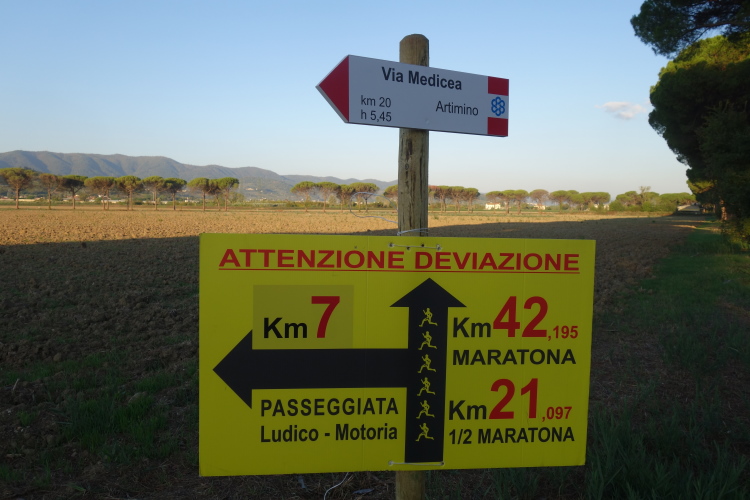 Via Medicea
km 20
Artimino
h 5,45
ATTENZIONE DEVIAZIONE
Km 7
Km 42,195
MARATONA
PASSEGGIATA
Ludico - Motoria
Km 21,097
1/2 MARATONA